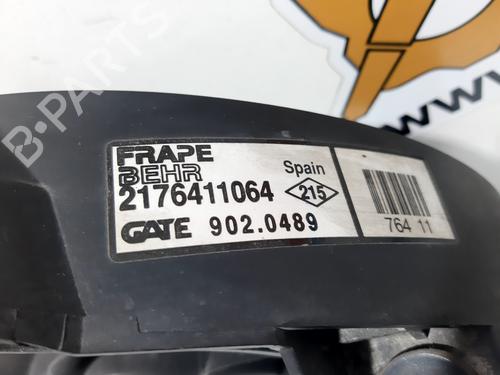 FRAPE
BEHR
2176411064
GATE 902.0489
Spain
215
764 11
B-PARTS